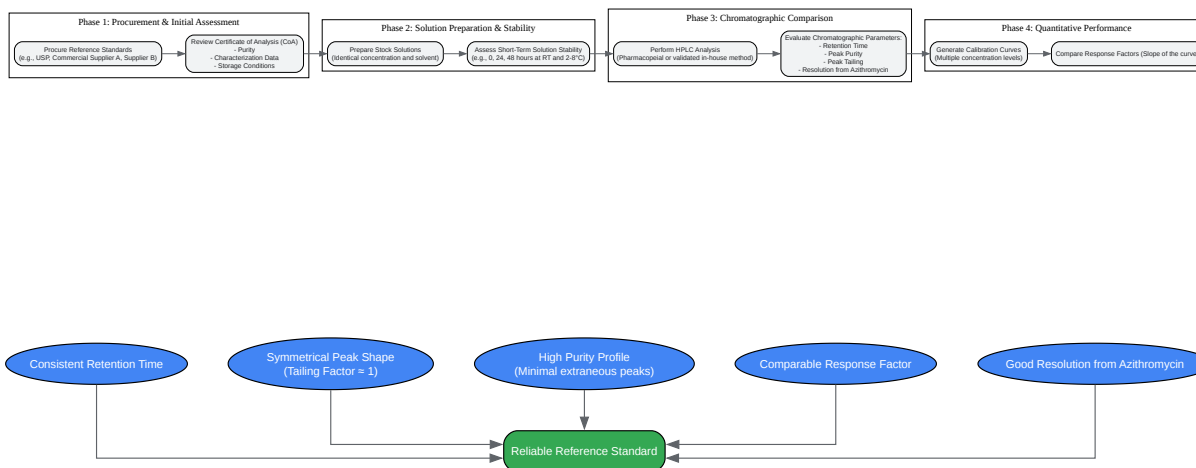 Phase 1: Procurement & Initial Assessment
Procure Reference Standards
(e.g., USP, Commercial Supplier A, Supplier B)
Review Certificate of Analysis (CoA)
- Purity
- Characterization Data
- Storage Conditions
Phase 2: Solution Preparation & Stability
Prepare Stock Solutions
(Identical concentration and solvent)
Assess Short-Term Solution Stability
(e.g., 0, 24, 48 hours at RT and 2-8°C)
Phase 3: Chromatographic Comparison
Perform HPLC Analysis
(Pharmacopeial or validated in-house method)
Evaluate Chromatographic Parameters:
- Retention Time
- Peak Purity
- Peak Tailing
- Resolution from Azithromycin
Phase 4: Quantitative Performance
Generate Calibration Curves
(Multiple concentration levels)
Compare Response Factors (Slope of the curve
Consistent Retention Time
Symmetrical Peak Shape
(Tailing Factor ≈ 1)
High Purity Profile
(Minimal extraneous peaks)
Comparable Response Factor
Good Resolution from Azithromycin
Reliable Reference Standard